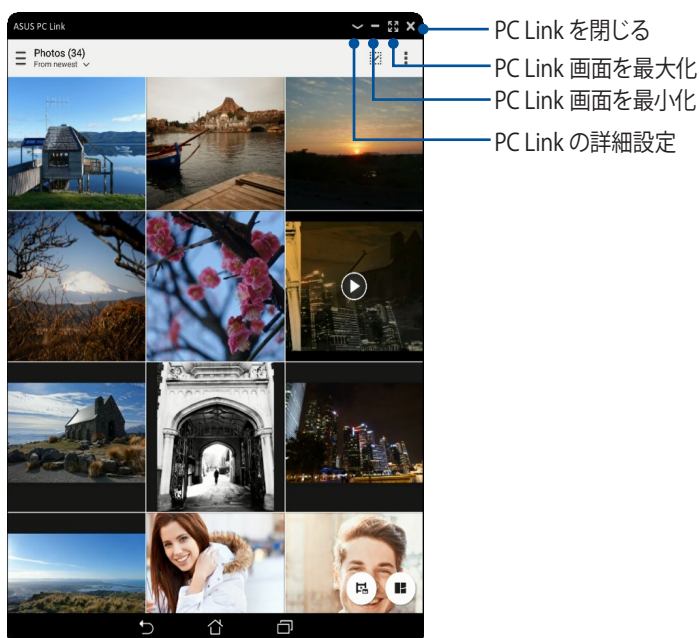 ASUS PC Link
Photos (34)
From newest
PC Link を閉じる
PC Link 画面を最大化
PC Link 画面を最小化
PC Link の詳細設定